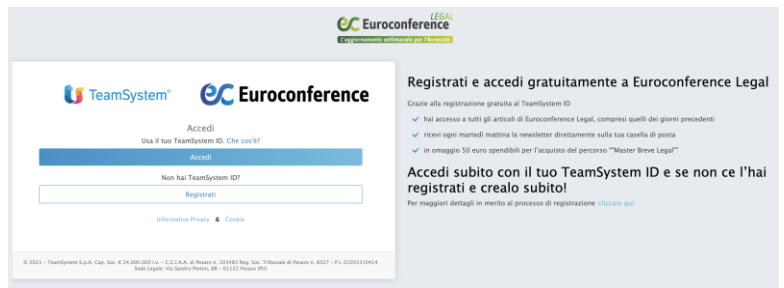 Euroconference
LEGAL
L'aggiornamento settimanale per l'Avvocato
TeamSystem®
Euroconference
Accedi
Usa il tuo TeamSystem ID. Che cos'è?
Accedi
Non hai TeamSystem ID?
Registrati
Informativa Privacy & Cookie
© 2021 - TeamSystem S.p.A. Cap. Soc. € 24.000.000 I.v. - C.C.I.A.A. di Pesaro n. 103483 Reg. Soc. Tribunale di Pesaro n. 8327 - P.I. 01035310414
Sede Legale: Via Sandro Pertini, 88 - 61122 Pesaro (PU)
Registrati e accedi gratuitamente a Euroconference Legal
Grazie alla registrazione gratuita al TeamSystem ID
hai accesso a tutti gli articoli di Euroconference Legal, compresi quelli dei giorni precedenti
ricevi ogni martedì mattina la newsletter direttamente sulla tua casella di posta
in omaggio 50 euro spendibili per l'acquisto del percorso ""Master Breve Legal""
Accedi subito con il tuo TeamSystem ID e se non ce l'hai
registrati e crealo subito!
Per maggiori dettagli in merito al processo di registrazione cliccare qui